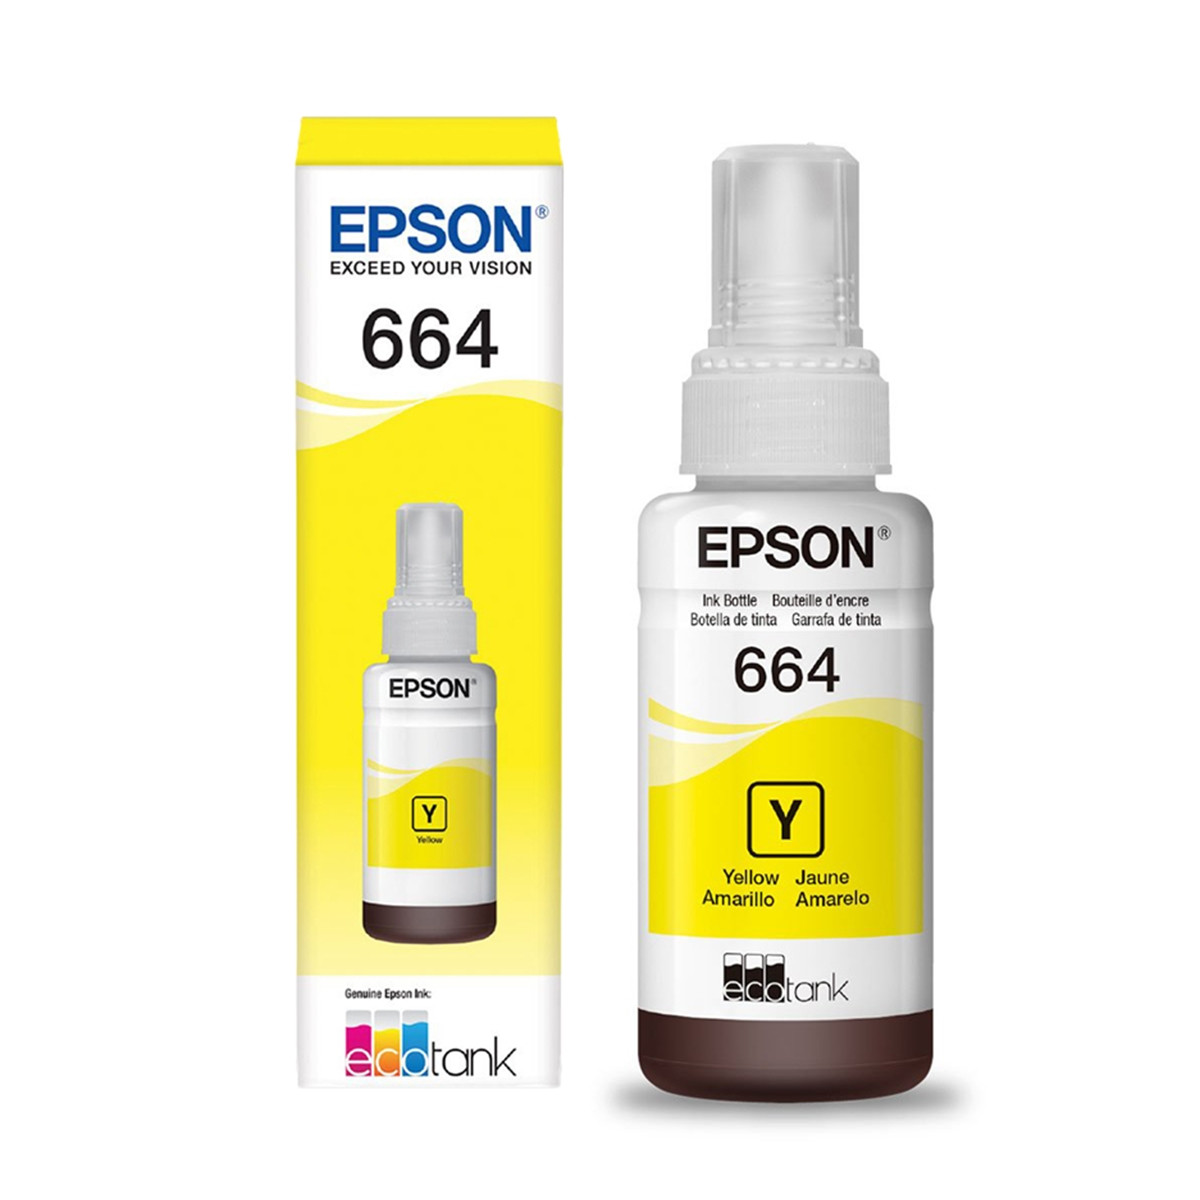 EPSON®
EXCEED YOUR VISION
664
EPSON®
Y
Yellow
Genuine Epson Ink:
ecotank
EPSON®
Ink Bottle Bouteille d'encre
Botella de tinta Garrafa de tinta
664
Y
Yellow Jaune
Amarillo Amarelo
ecotank